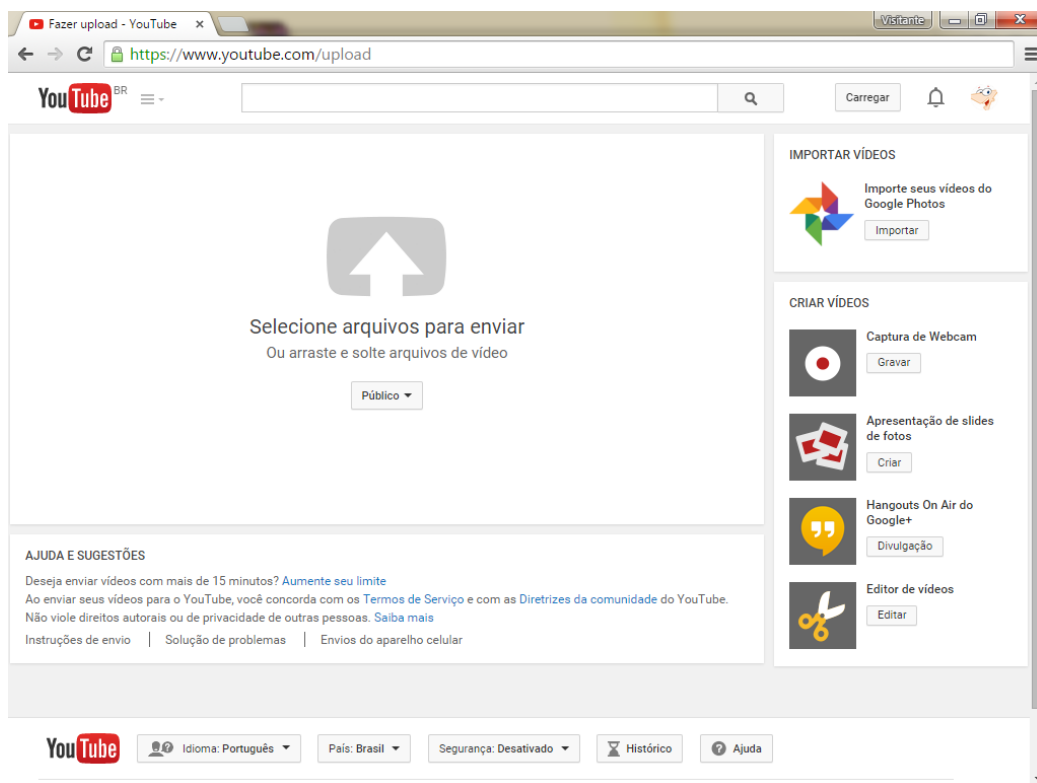 Fazer upload - YouTube
Visitante
https://www.youtube.com/upload
YouTube BR
Carregar
Selecione arquivos para enviar
Ou arraste e solte arquivos de vídeo
Público
IMPORTAR VÍDEOS
Importe seus vídeos do
Google Photos
Importar
CRIAR VÍDEOS
Captura de Webcam
Gravar
Apresentação de slides
de fotos
Criar
Hangouts On Air do
Google+
Divulgação
Editor de vídeos
Editar
AJUDA E SUGESTÕES
Deseja enviar vídeos com mais de 15 minutos? Aumente seu limite
Ao enviar seus vídeos para o YouTube, você concorda com os Termos de Serviço e com as Diretrizes da comunidade do YouTube.
Não viole direitos autorais ou de privacidade de outras pessoas. Saiba mais
Instruções de envio | Solução de problemas | Envios do aparelho celular
YouTube Idioma: Português País: Brasil Segurança: Desativado Histórico Ajuda